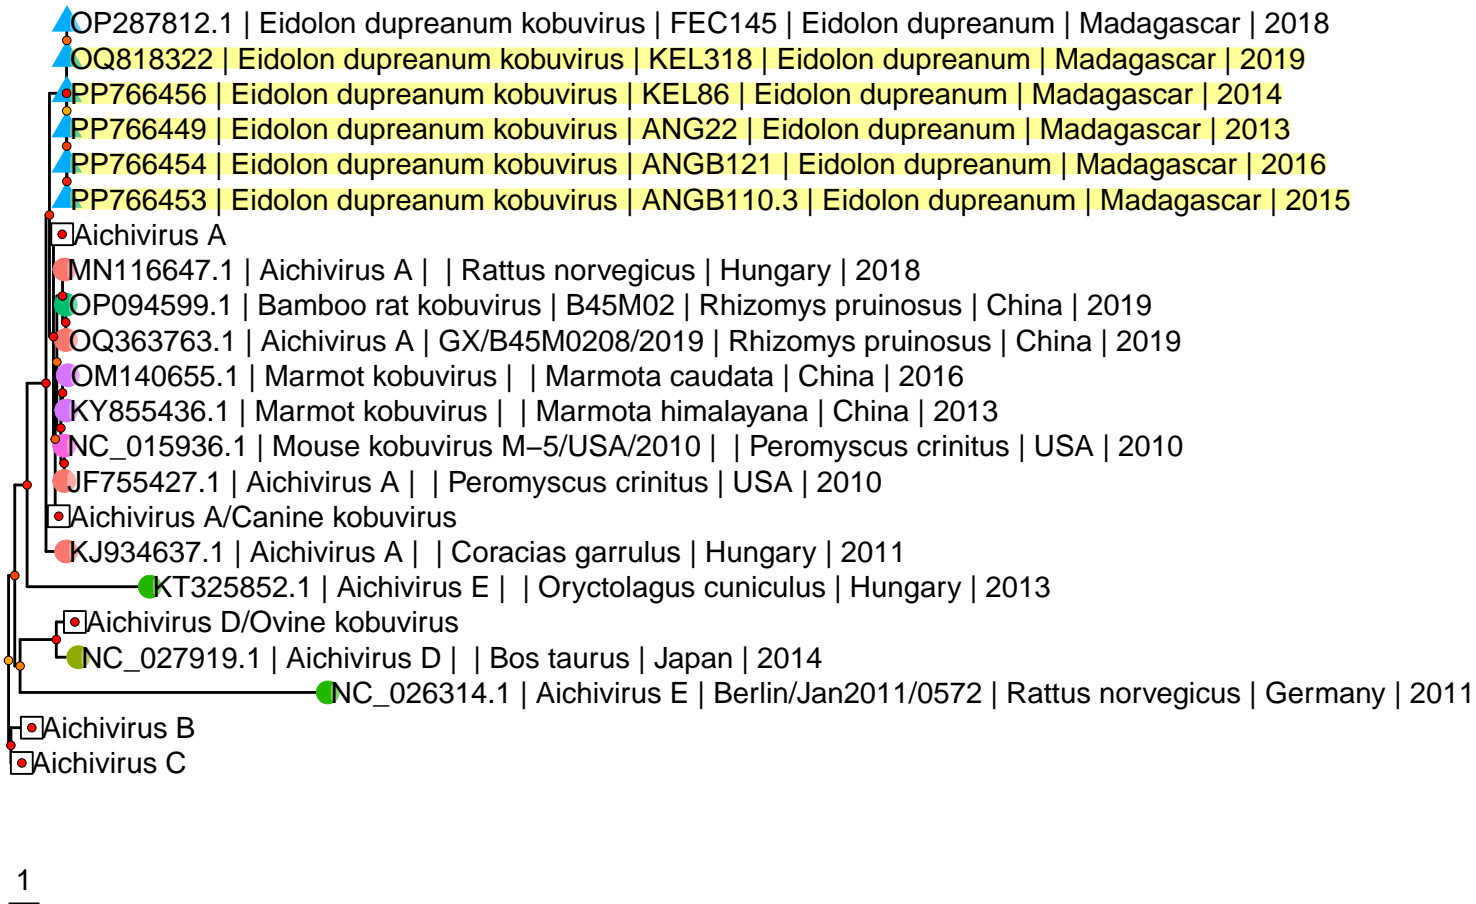 OP287812.1 | Eidolon dupreanum kobuvirus | FEC145 | Eidolon dupreanum | Madagascar | 2018
OQ818322 | Eidolon dupreanum kobuvirus | KEL318 | Eidolon dupreanum | Madagascar | 2019
PP766456 | Eidolon dupreanum kobuvirus | KEL86 | Eidolon dupreanum | Madagascar | 2014
PP766449 | Eidolon dupreanum kobuvirus | ANG22 | Eidolon dupreanum | Madagascar | 2013
PP766454 | Eidolon dupreanum kobuvirus | ANGB121 | Eidolon dupreanum | Madagascar | 2016
PP766453 | Eidolon dupreanum kobuvirus | ANGB110.3 | Eidolon dupreanum | Madagascar | 2015
Aichivirus A
MN116647.1 | Aichivirus A | | Rattus norvegicus | Hungary | 2018
OP094599.1 | Bamboo rat kobuvirus | B45M02 | Rhizomys pruinosus | China | 2019
OQ363763.1 | Aichivirus A | GX/B45M0208/2019 | Rhizomys pruinosus | China | 2019
OM140655.1 | Marmot kobuvirus | | Marmota caudata | China | 2016
KY855436.1 | Marmot kobuvirus | | Marmota himalayana | China | 2013
NC_015936.1 | Mouse kobuvirus M−5/USA/2010 | | Peromyscus crinitus | USA | 2010
JF755427.1 | Aichivirus A | | Peromyscus crinitus | USA | 2010
Aichivirus A/Canine kobuvirus
KJ934637.1 | Aichivirus A | | Coracias garrulus | Hungary | 2011
KT325852.1 | Aichivirus E | | Oryctolagus cuniculus | Hungary | 2013
Aichivirus D/Ovine kobuvirus
NC_027919.1 | Aichivirus D | | Bos taurus | Japan | 2014
NC_026314.1 | Aichivirus E | Berlin/Jan2011/0572 | Rattus norvegicus | Germany | 2011
Aichivirus B
Aichivirus C
1